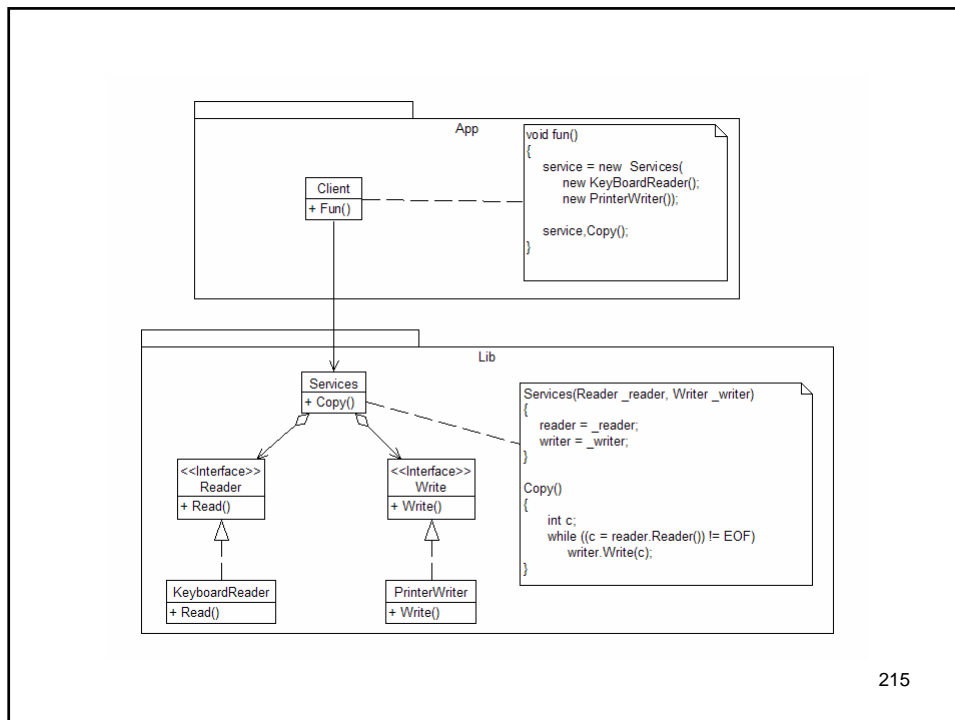 App
void fun()
{
service = new Services(
new KeyBoardReader();
new PrinterWriter());
service,Copy();
}
Client
+ Fun()
Lib
Services
+ Copy()
Services(Reader _reader, Writer _writer)
{
reader = _reader;
writer = _writer;
}
Copy()
{
int c;
while ((c = reader.Reader()) != EOF)
writer.Write(c);
}
<<Interface>>
Reader
+ Read()
<<Interface>>
Write
+ Write()
KeyboardReader
+ Read()
PrinterWriter
+ Write()
215